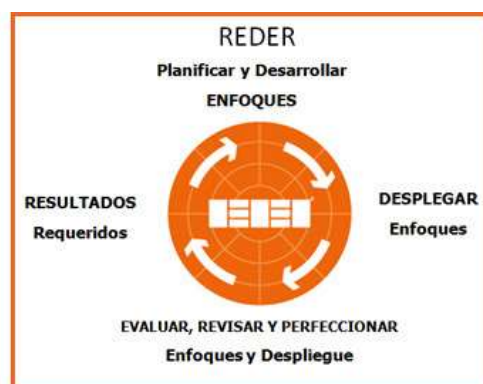 REDER
Planificar y Desarrollar
ENFOQUES
RESULTADOS
Requeridos
DESPLEGAR
Enfoques
EVALUAR, REVISAR Y PERFECCIONAR
Enfoques y Despliegue